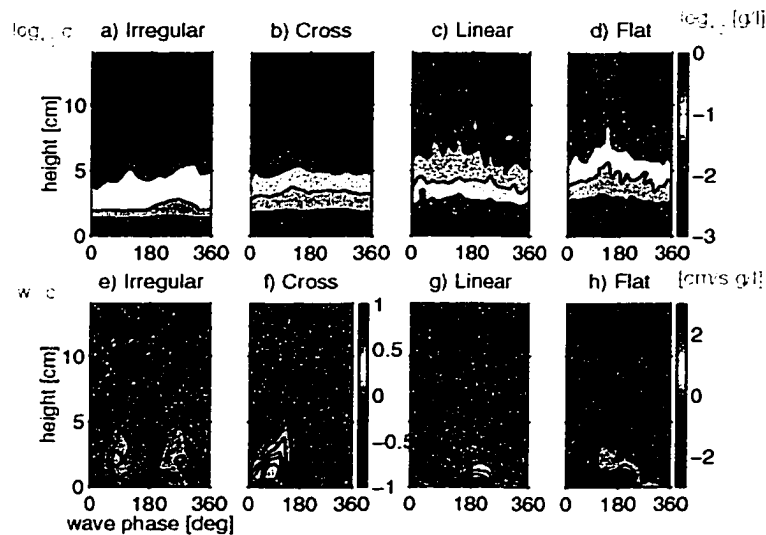 a) Irregular b) Cross c) Linear d) Flat [g/l]
height [cm]
10
5
0
0 180 360 0 180 360 0 180 360 0 180 360
0
−1
−2
−3
e) Irregular f) Cross g) Linear h) Flat [cm/s g/l]
height [cm]
10
5
0
1
0.5
0
−0.5
−1
2
0
−2
0 180 360 0 180 360 0 180 360 0 180 360
wave phase [deg]